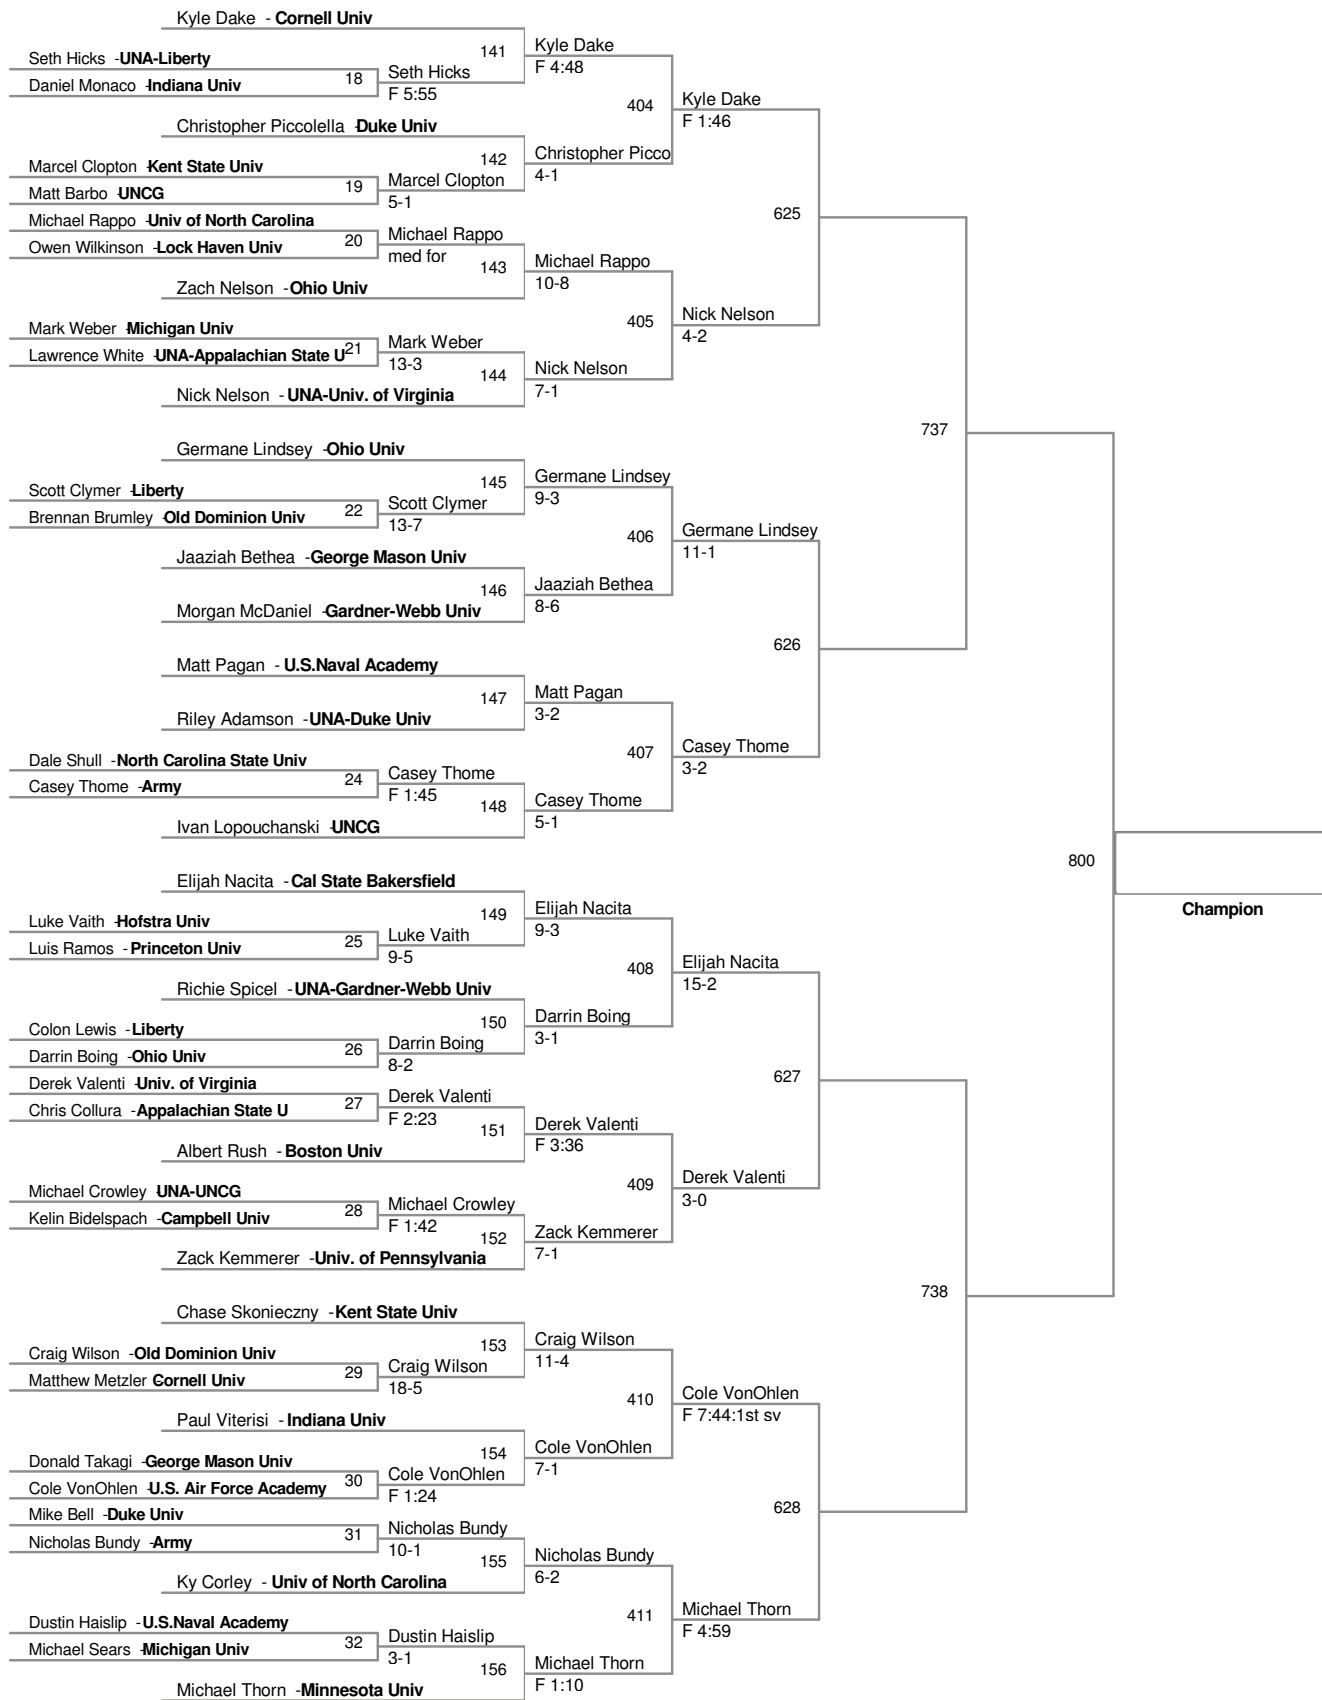 Kyle Dake - Cornell Univ
141
Kyle Dake
F 4:48
Seth Hicks -UNA-Liberty
18
Seth Hicks
F 5:55
Daniel Monaco -Indiana Univ
404
Kyle Dake
F 1:46
Christopher Piccolella -Duke Univ
142
Christopher Picco
4-1
Marcel Clopton -Kent State Univ
19
Marcel Clopton
5-1
Matt Barbo -UNCG
625
Michael Rappo -Univ of North Carolina
20
Michael Rappo
med for
Owen Wilkinson -Lock Haven Univ
143
Michael Rappo
10-8
Zach Nelson - Ohio Univ
405
Nick Nelson
4-2
Mark Weber -Michigan Univ
21
Mark Weber
13-3
Lawrence White -UNA-Appalachian State U
144
Nick Nelson
7-1
Nick Nelson - UNA-Univ. of Virginia
737
Germane Lindsey -Ohio Univ
145
Germane Lindsey
9-3
Scott Clymer -Liberty
22
Scott Clymer
13-7
Brennan Brumley -Old Dominion Univ
406
Germane Lindsey
11-1
Jaaziah Bethea -George Mason Univ
146
Jaaziah Bethea
8-6
Morgan McDaniel -Gardner-Webb Univ
626
Matt Pagan - U.S.Naval Academy
147
Matt Pagan
3-2
Riley Adamson -UNA-Duke Univ
407
Casey Thome
3-2
Dale Shull -North Carolina State Univ
24
Casey Thome
F 1:45
Casey Thome -Army
148
Casey Thome
5-1
Ivan Lopouchanski -UNCG
800
Champion
Elijah Nacita - Cal State Bakersfield
149
Elijah Nacita
9-3
Luke Vaith -Hofstra Univ
25
Luke Vaith
9-5
Luis Ramos - Princeton Univ
408
Elijah Nacita
15-2
Richie Spicel - UNA-Gardner-Webb Univ
150
Darrin Boing
3-1
Colon Lewis -Liberty
26
Darrin Boing
8-2
Darrin Boing -Ohio Univ
627
Derek Valenti -Univ. of Virginia
27
Derek Valenti
F 2:23
Chris Collura -Appalachian State U
151
Derek Valenti
F 3:36
Albert Rush - Boston Univ
409
Derek Valenti
3-0
Michael Crowley -UNA-UNCG
28
Michael Crowley
F 1:42
Kelin Bidelspach -Campbell Univ
152
Zack Kemmerer
7-1
Zack Kemmerer -Univ. of Pennsylvania
738
Chase Skonieczny -Kent State Univ
153
Craig Wilson
11-4
Craig Wilson -Old Dominion Univ
29
Craig Wilson
18-5
Matthew Metzler -Cornell Univ
410
Cole VonOhlen
F 7:44:1st sv
Paul Viterisi - Indiana Univ
154
Cole VonOhlen
7-1
Donald Takagi -George Mason Univ
30
Cole VonOhlen
F 1:24
Cole VonOhlen -U.S. Air Force Academy
628
Mike Bell -Duke Univ
31
Nicholas Bundy
10-1
Nicholas Bundy -Army
155
Nicholas Bundy
6-2
Ky Corley - Univ of North Carolina
411
Michael Thorn
F 4:59
Dustin Haislip -U.S.Naval Academy
32
Dustin Haislip
3-1
Michael Sears -Michigan Univ
156
Michael Thorn
F 1:10
Michael Thorn -Minnesota Univ